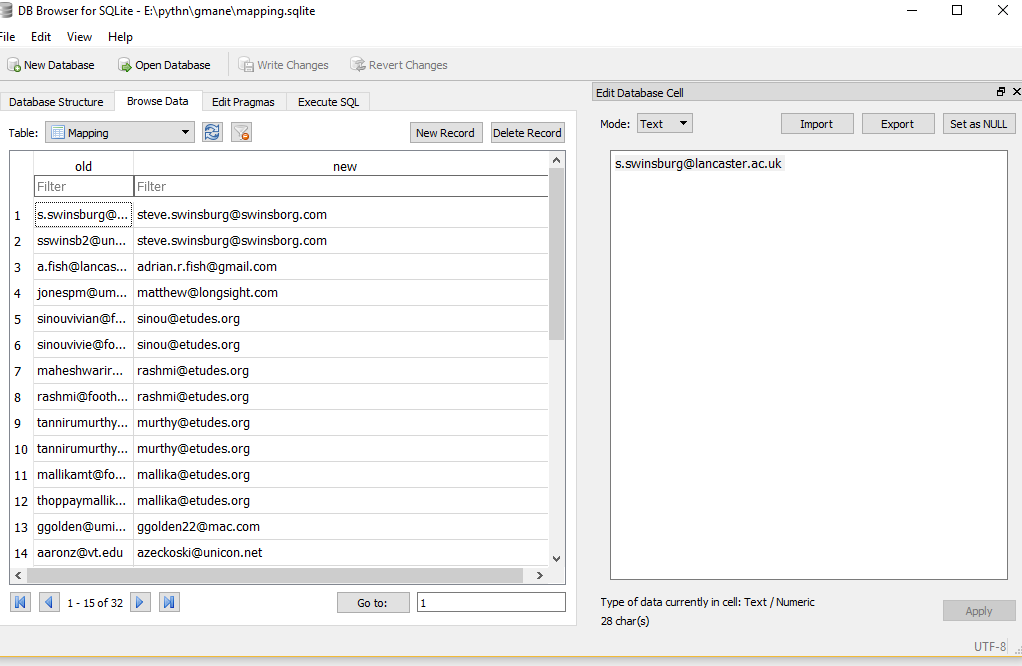 DB Browser for SQLite - E:\pythn\gmane\mapping.sqlite
File Edit View Help
New Database Open Database Write Changes Revert Changes
Database Structure Browse Data Edit Pragmas Execute SQL
Table: Mapping New Record Delete Record
old new
Filter Filter
1 s.swinsburg@... steve.swinsburg@swinsborg.com
2 sswinsb2@un... steve.swinsburg@swinsborg.com
3 a.fish@lancas... adrian.r.fish@gmail.com
4 jonespm@um... matthew@longsight.com
5 sinouvivian@f... sinou@etudes.org
6 sinouvivie@fo... sinou@etudes.org
7 maheshwarir... rashmi@etudes.org
8 rashmi@footh... rashmi@etudes.org
9 tannirumurthy... murthy@etudes.org
10 tannirumurthy... murthy@etudes.org
11 mallikamt@fo... mallika@etudes.org
12 thoppaymallik... mallika@etudes.org
13 ggolden@umi... ggolden22@mac.com
14 aaronz@vt.edu azeckoski@unicon.net
1 - 15 of 32 Go to: 1
Edit Database Cell
Mode: Text Import Export Set as NULL
s.swinsburg@lancaster.ac.uk
Type of data currently in cell: Text / Numeric
28 char(s)
Apply
UTF-8